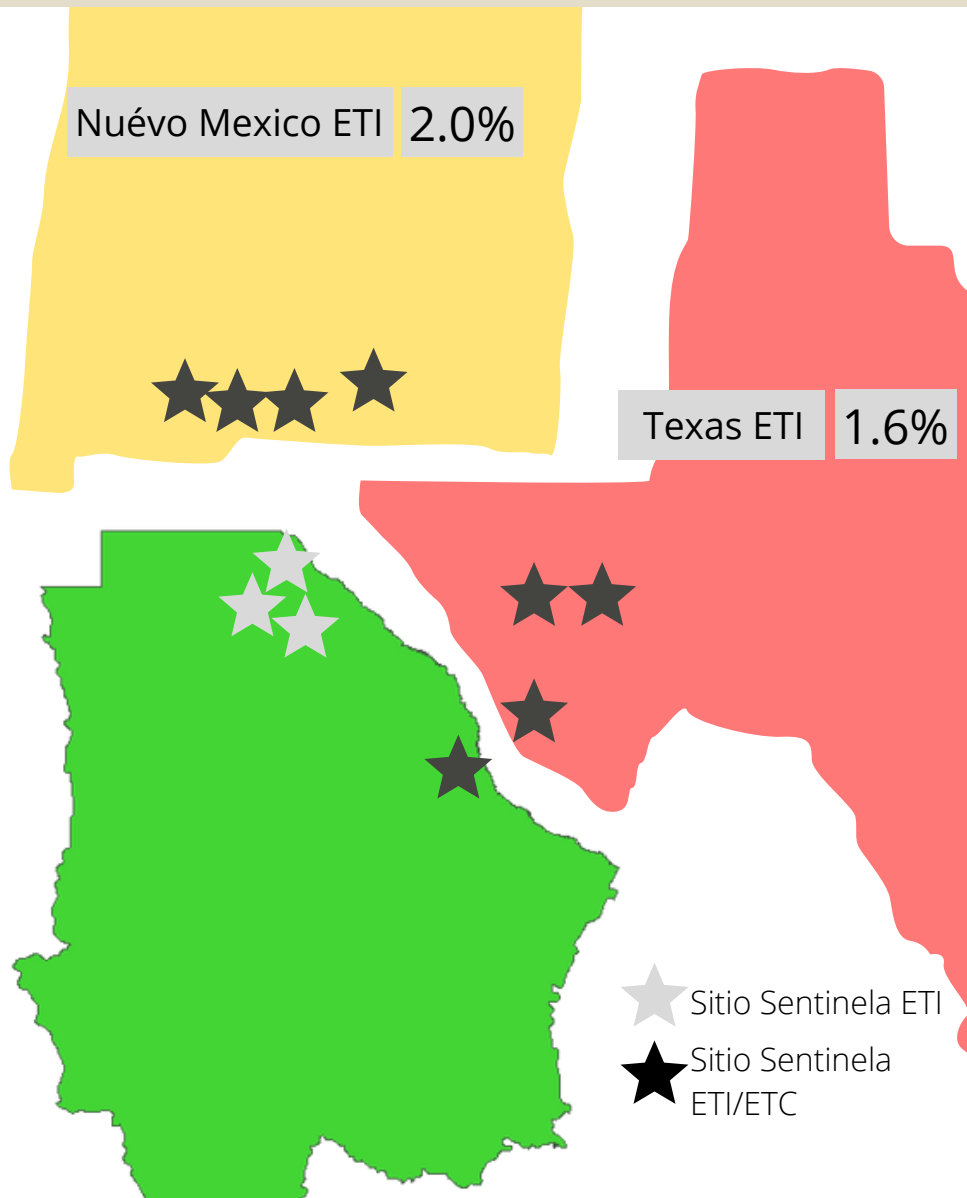 Nuévo Mexico ETI 2.0%
Texas ETI 1.6%
Sitio Sentinela ETI
Sitio Sentinela
ETI/ETC